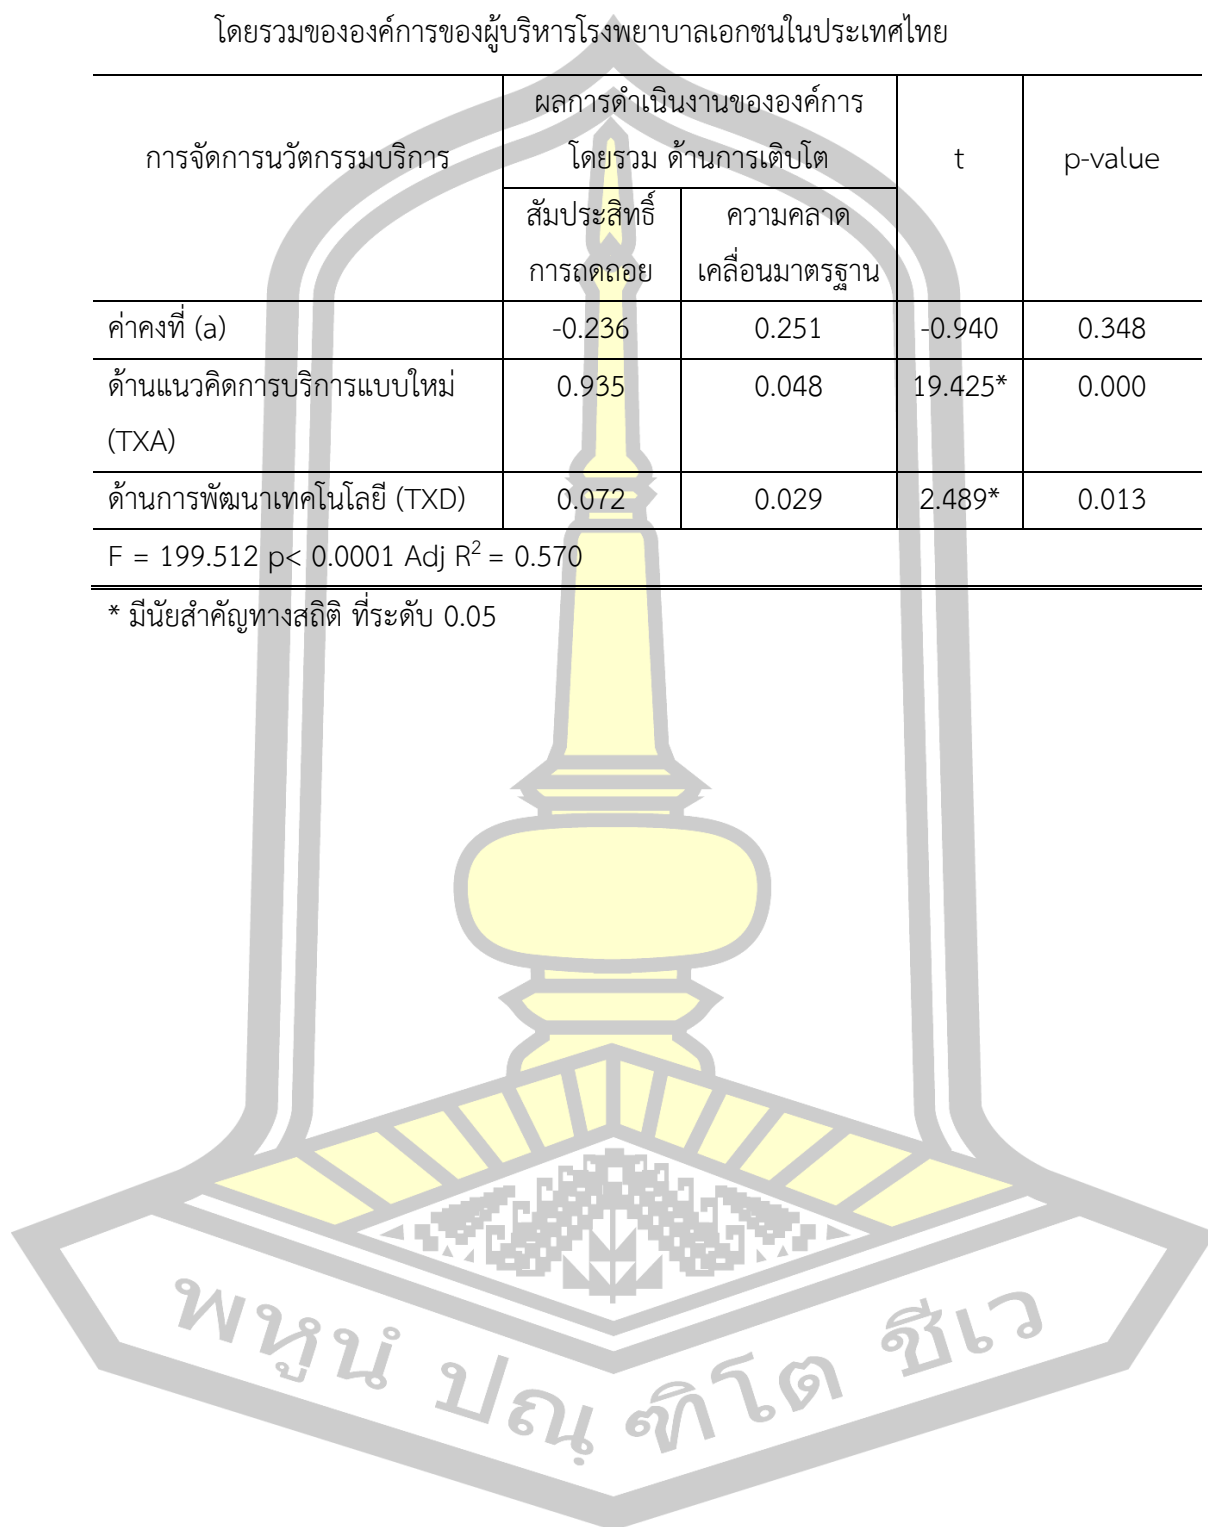 โดยรวมขององค์การของผู้บริหารโรงพยาบาลเอกชนในประเทศไทย
การจัดการนวัตกรรมบริการ
ผลการดำเนินงานขององค์การ
โดยรวม ด้านการเติบโต
t
p-value
สัมประสิทธิ์
การถดถอย
ความคลาด
เคลื่อนมาตรฐาน
ค่าคงที่ (a) -0.236 0.251 -0.940 0.348
ด้านแนวคิดการบริการแบบใหม่ 0.935 0.048 19.425* 0.000
(TXA)
ด้านการพัฒนาเทคโนโลยี (TXD) 0.072 0.029 2.489* 0.013
F = 199.512 p< 0.0001 Adj R² = 0.570
* มีนัยสำคัญทางสถิติ ที่ระดับ 0.05
พหูนํ ปณฺฑิโต ชีเว